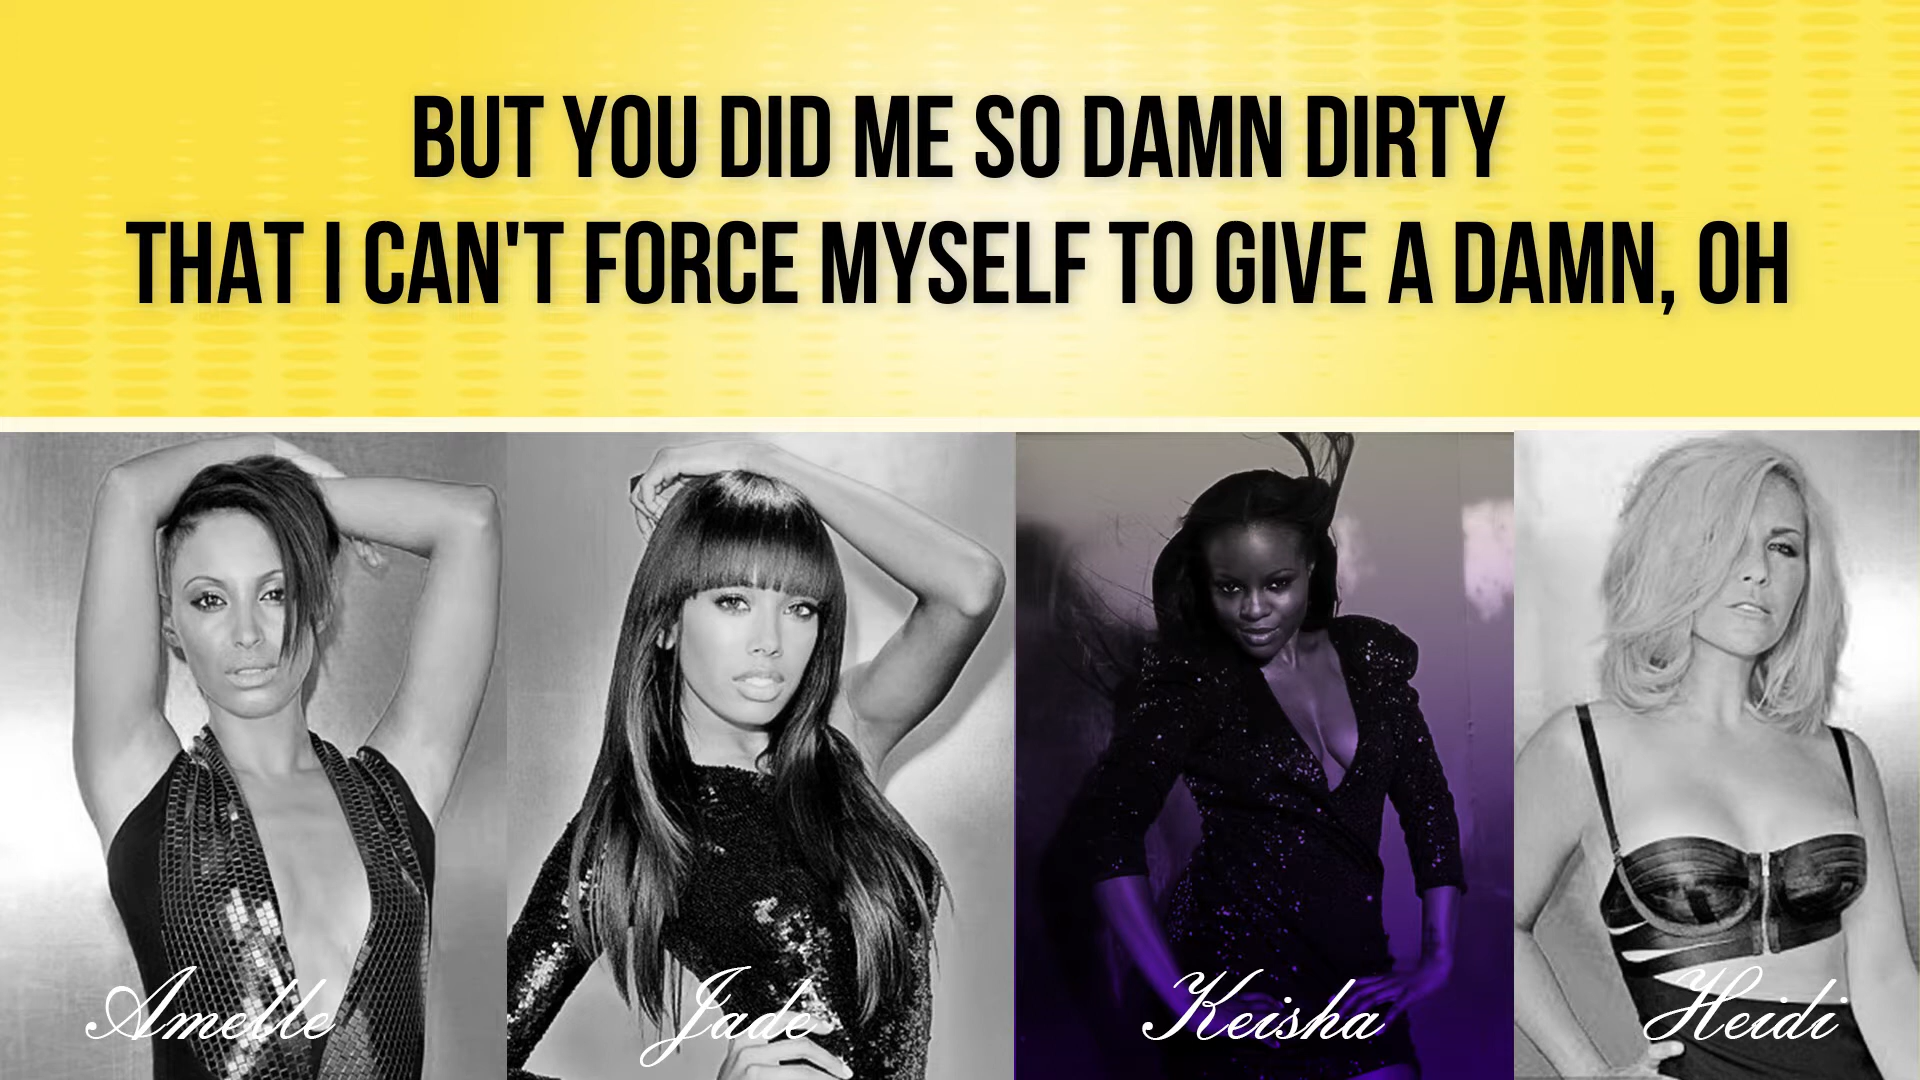 BUT YOU DID ME SO DAMN DIRTY
THAT I CAN'T FORCE MYSELF TO GIVE A DAMN, OH
Amelle
Jade
Keisha
Heidi